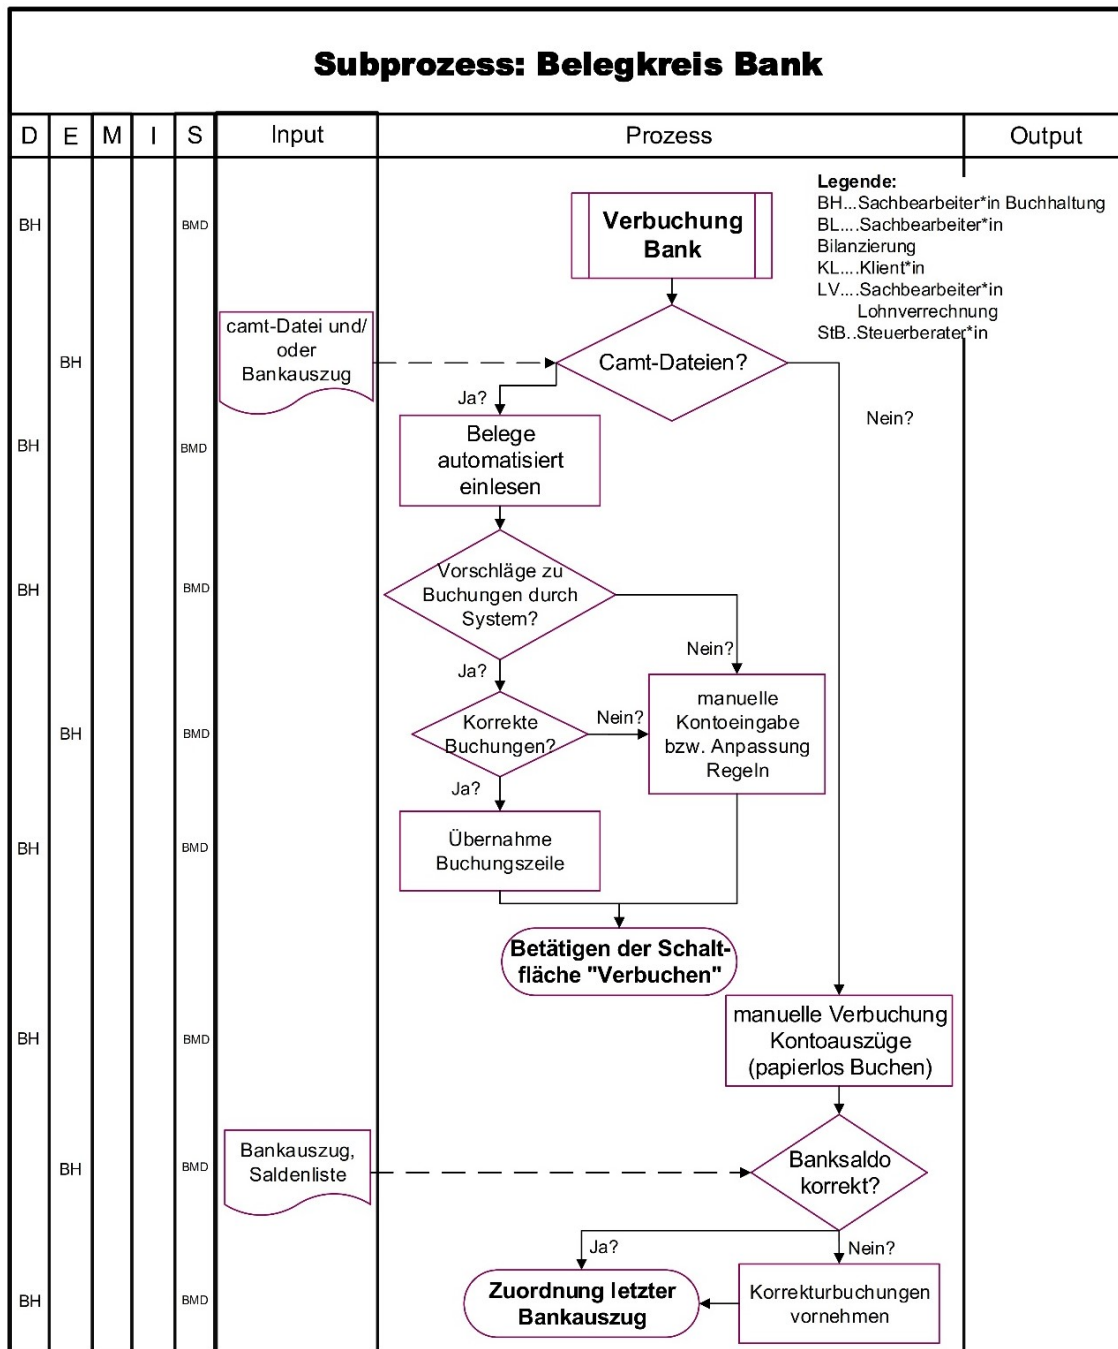 Subprozess: Belegkreis Bank
D E M I S Input Prozess Output
Legende:
BH...Sachbearbeiter*in Buchhaltung
BL....Sachbearbeiter*in
Bilanzierung
KL....Klient*in
LV....Sachbearbeiter*in
Lohnverrechnung
StB..Steuerberater*in
BH BMD
Verbuchung
Bank
camt-Datei und/
oder
Bankauszug
BH
Camt-Dateien?
Ja?
Nein?
BH BMD
Belege
automatisiert
einlesen
BH BMD
Vorschläge zu
Buchungen durch
System?
Nein?
Ja?
BH BMD
Korrekte
Buchungen?
Nein?
manuelle
Kontoeingabe
bzw. Anpassung
Regeln
Ja?
BH BMD
Übernahme
Buchungszeile
Betätigen der Schalt-
fläche "Verbuchen"
BH BMD
manuelle Verbuchung
Kontoauszüge
(papierlos Buchen)
BH BMD
Bankauszug,
Saldenliste
Banksaldo
korrekt?
Ja?
Nein?
BH BMD
Zuordnung letzter
Bankauszug
Korrekturbuchungen
vornehmen